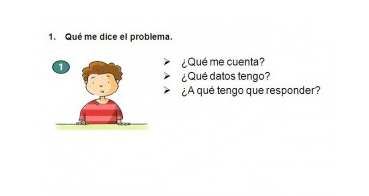 1. Qué me dice el problema.
1
➤ ¿Qué me cuenta?
➤ ¿Qué datos tengo?
➤ ¿A qué tengo que responder?